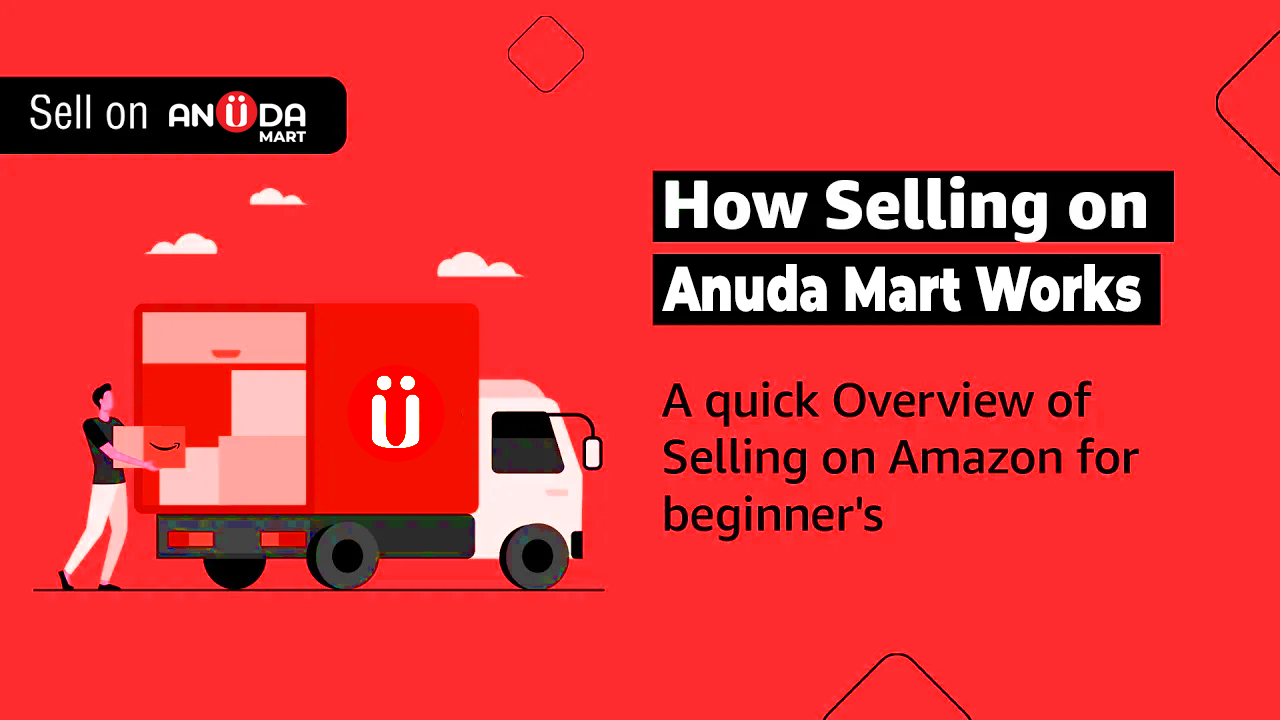 Sell on ANÜDA
MART
How Selling on
Anuda Mart Works
A quick Overview of
Selling on Amazon for
beginner's
Ü